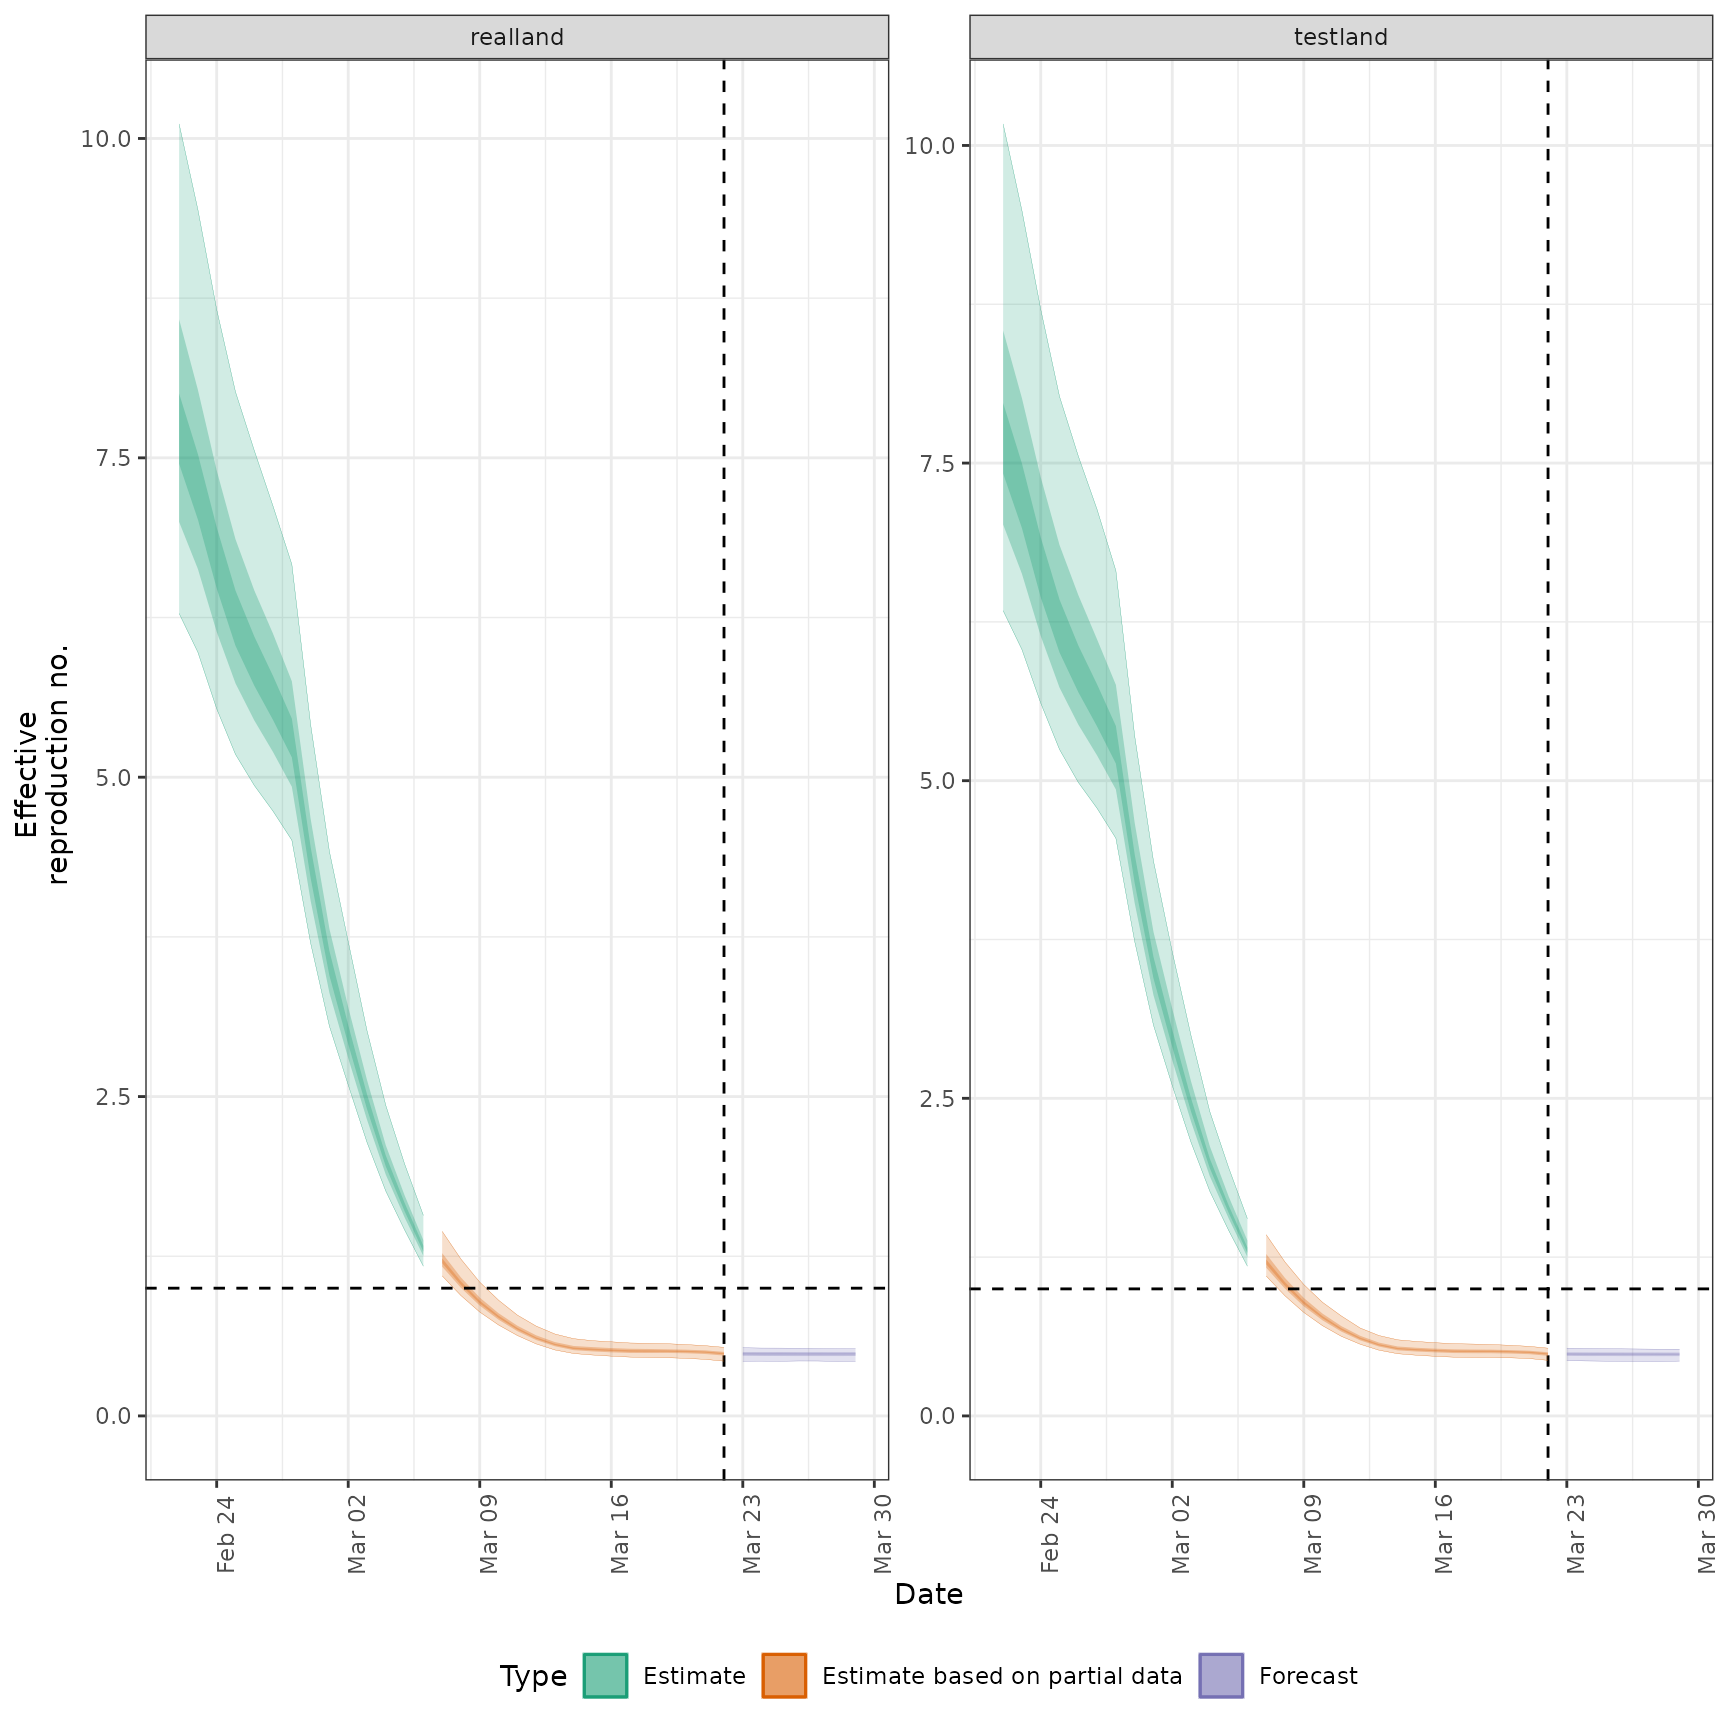 realland
testland
Effective
reproduction no.
10.0
7.5
5.0
2.5
0.0
10.0
7.5
5.0
2.5
0.0
Feb 24
Mar 02
Mar 09
Mar 16
Mar 23
Mar 30
Feb 24
Mar 02
Mar 09
Mar 16
Mar 23
Mar 30
Date
Type Estimate Estimate based on partial data Forecast